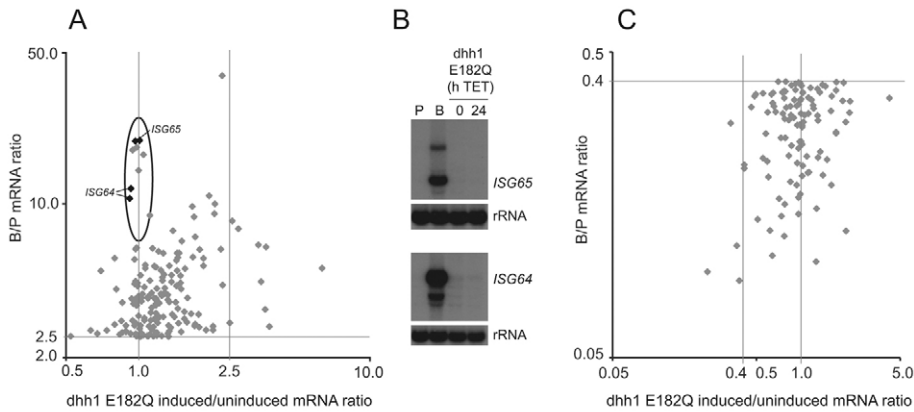 A
B/P mRNA ratio
50.0
10.0
2.5
2.0
ISG65
ISG64
0.5
1.0
2.5
10.0
dhh1 E182Q induced/uninduced mRNA ratio
B
dhh1
E182Q
(h TET)
P B 0 24
ISG65
rRNA
ISG64
rRNA
C
B/P mRNA ratio
0.5
0.4
0.05
0.05
0.4
0.5
1.0
5.0
dhh1 E182Q induced/uninduced mRNA ratio